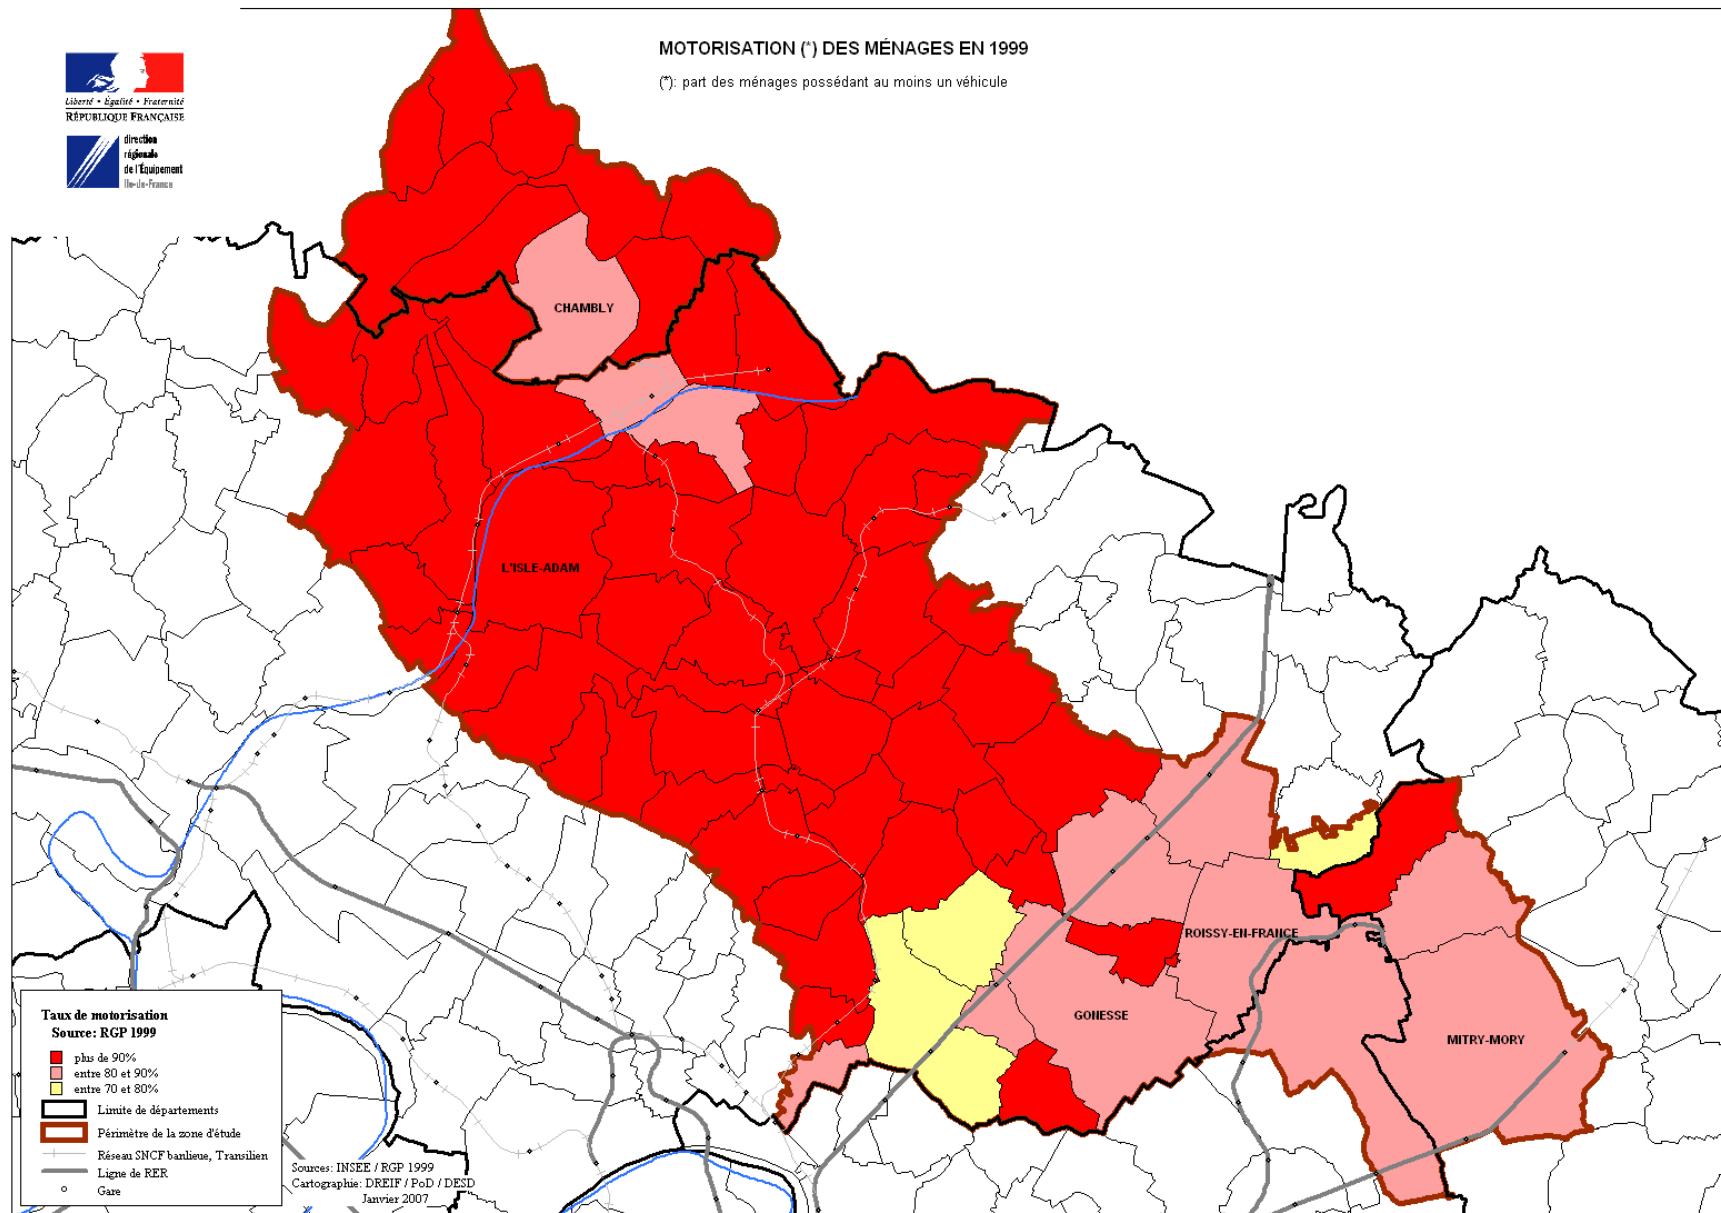 MOTORISATION (*) DES MÉNAGES EN 1999
(*): part des ménages possédant au moins un véhicule
Liberté • Égalité • Fraternité
RÉPUBLIQUE FRANÇAISE
direction
régionale
de l'Équipement
Ile-de-France
CHAMBLY
L'ISLE-ADAM
ROISSY-EN-FRANCE
GONESSE
MITRY-MORY
Taux de motorisation
Source: RGP 1999
plus de 90%
entre 80 et 90%
entre 70 et 80%
Limite de départements
Périmètre de la zone d'étude
Réseau SNCF banlieue, Transilien
Ligne de RER
Gare
Sources: INSEE / RGP 1999
Cartographie: DREIF / PoD / DESD
Janvier 2007